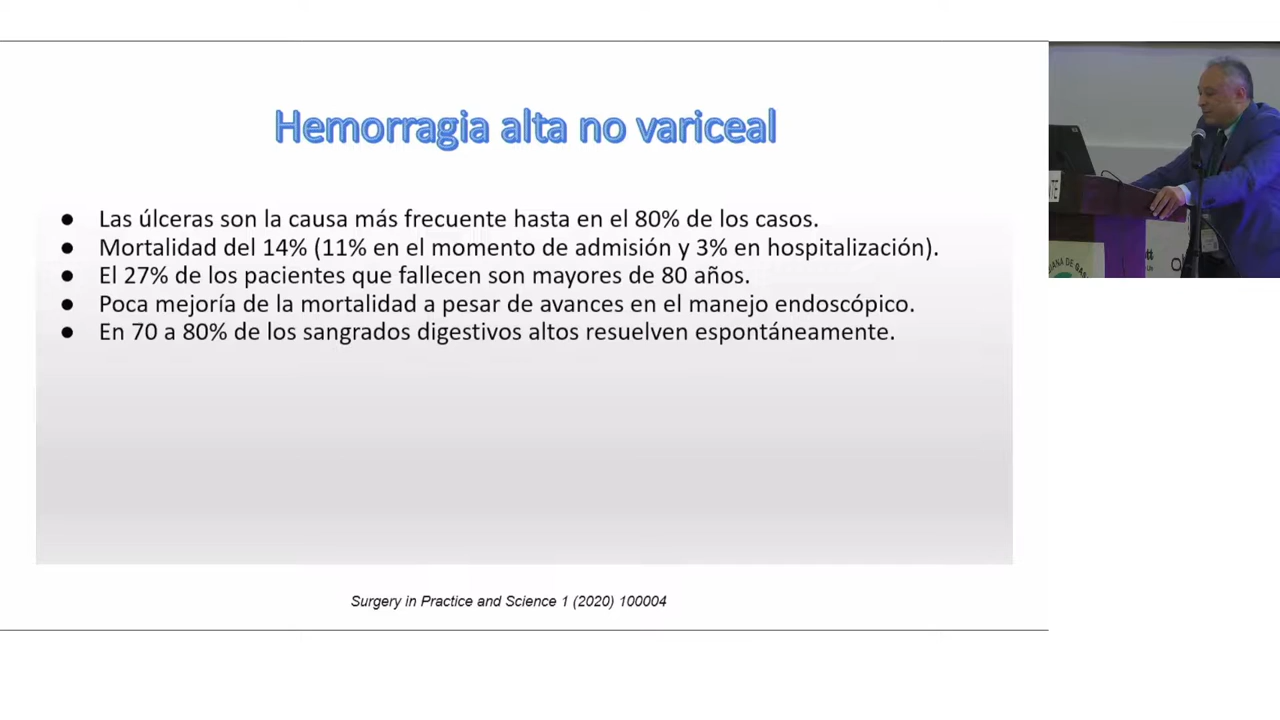 Hemorragia alta no variceal
● Las úlceras son la causa más frecuente hasta en el 80% de los casos.
● Mortalidad del 14% (11% en el momento de admisión y 3% en hospitalización).
● El 27% de los pacientes que fallecen son mayores de 80 años.
● Poca mejoría de la mortalidad a pesar de avances en el manejo endoscópico.
● En 70 a 80% de los sangrados digestivos altos resuelven espontáneamente.
Surgery in Practice and Science 1 (2020) 100004